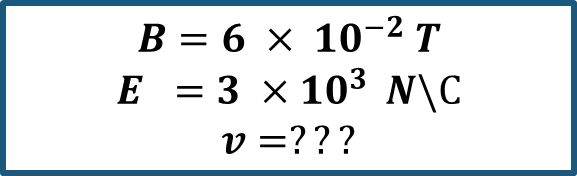 B = 6 × 10⁻² T
E = 3 × 10³ N\C
v =???